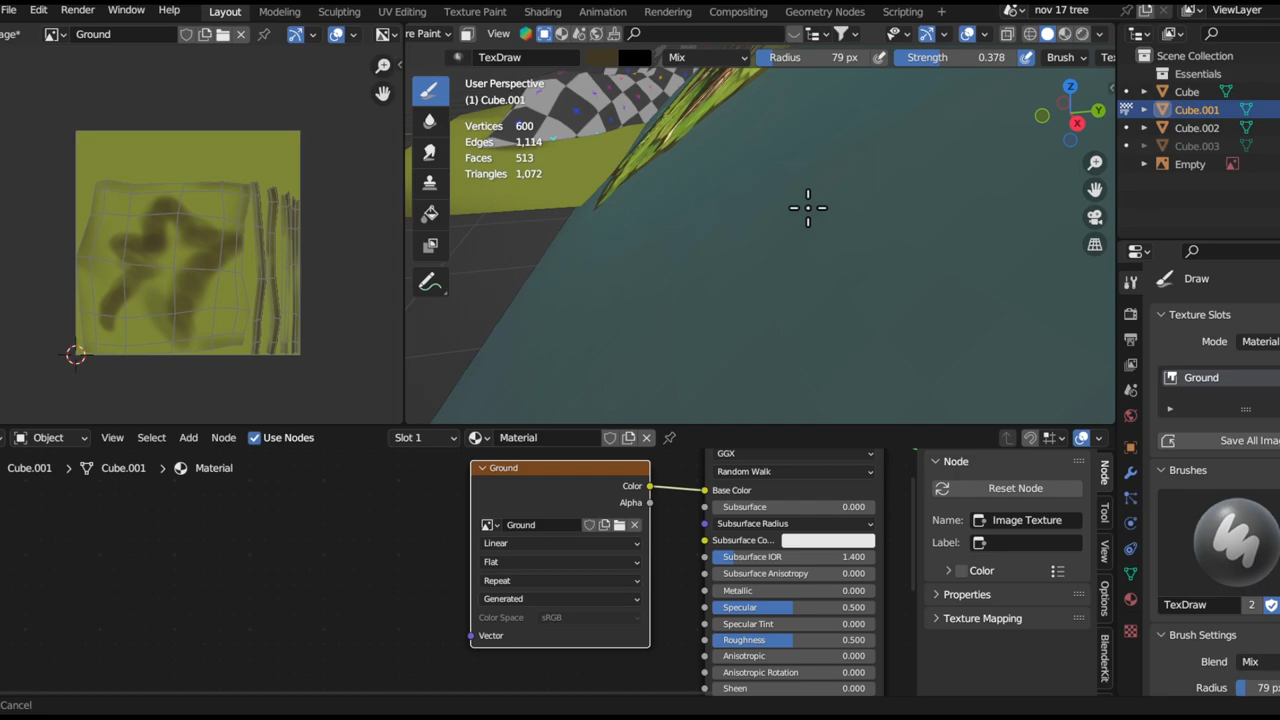 File Edit Render Window Help Layout Modeling Sculpting UV Editing Texture Paint Shading Animation Rendering Compositing Geometry Nodes Scripting + nov 17 tree ViewLayer
Ground View
TexDraw Mix Radius 79 px Strength 0.378 Brush
User Perspective
(1) Cube.001
Vertices 600
Edges 1,114
Faces 513
Triangles 1,072
Z
Y
X
Scene Collection
Essentials
Cube
Cube.001
Cube.002
Cube.003
Empty
Draw
Texture Slots
Mode Material
Ground
Save All Ima
Brushes
TexDraw 2
Brush Settings
Blend Mix
Radius 79 px
Object View Select Add Node Use Nodes Slot 1 Material
Cube.001 > Cube.001 > Material
Ground
Color
Alpha
Ground
Linear
Flat
Repeat
Generated
Color Space sRGB
Vector
GGX
Random Walk
Base Color
Subsurface 0.000
Subsurface Radius
Subsurface Co...
Subsurface IOR 1.400
Subsurface Anisotropy 0.000
Metallic 0.000
Specular 0.500
Specular Tint 0.000
Roughness 0.500
Anisotropic 0.000
Anisotropic Rotation 0.000
Sheen 0.000
Node
Reset Node
Name: Image Texture
Label:
Color
Properties
Texture Mapping
Node
Tool
View
Options
BlenderKit
Cancel